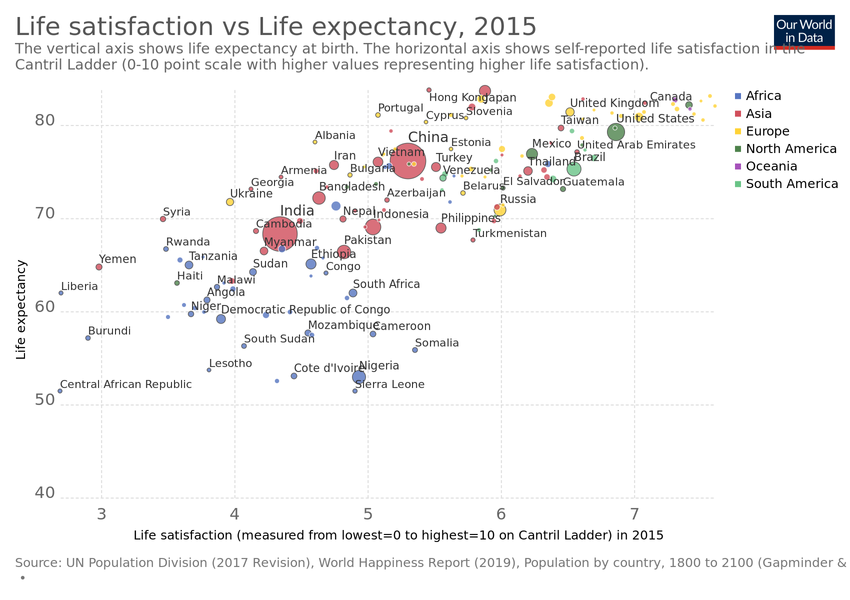 Life satisfaction vs Life expectancy, 2015
Our World
in Data
The vertical axis shows life expectancy at birth. The horizontal axis shows self-reported life satisfaction in the
Cantril Ladder (0-10 point scale with higher values representing higher life satisfaction).
Africa
Asia
Europe
North America
Oceania
South America
Life expectancy
80
70
60
50
40
Hong Kong
Japan
Canada
Portugal
Cyprus
Slovenia
United Kingdom
Taiwan
United States
Albania
China
Estonia
Mexico
United Arab Emirates
Iran
Vietnam
Turkey
Thailand
Brazil
Armenia
Bulgaria
Venezuela
Georgia
Bangladesh
Azerbaijan
Belarus
El Salvador
Guatemala
Ukraine
Russia
Syria
India
Nepal
Indonesia
Philippines
Cambodia
Turkmenistan
Rwanda
Myanmar
Pakistan
Yemen
Tanzania
Sudan
Ethiopia
Congo
Haiti
Malawi
South Africa
Liberia
Angola
Niger
Democratic Republic of Congo
Burundi
Mozambique
Cameroon
South Sudan
Somalia
Lesotho
Cote d'Ivoire
Nigeria
Central African Republic
Sierra Leone
3
4
5
6
7
Life satisfaction (measured from lowest=0 to highest=10 on Cantril Ladder) in 2015
Source: UN Population Division (2017 Revision), World Happiness Report (2019), Population by country, 1800 to 2100 (Gapminder &
•